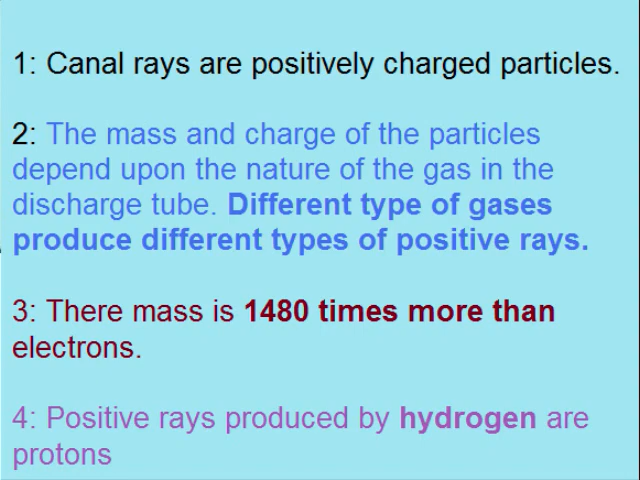 1: Canal rays are positively charged particles.
2: The mass and charge of the particles
depend upon the nature of the gas in the
discharge tube. Different type of gases
produce different types of positive rays.
3: There mass is 1480 times more than
electrons.
4: Positive rays produced by hydrogen are
protons